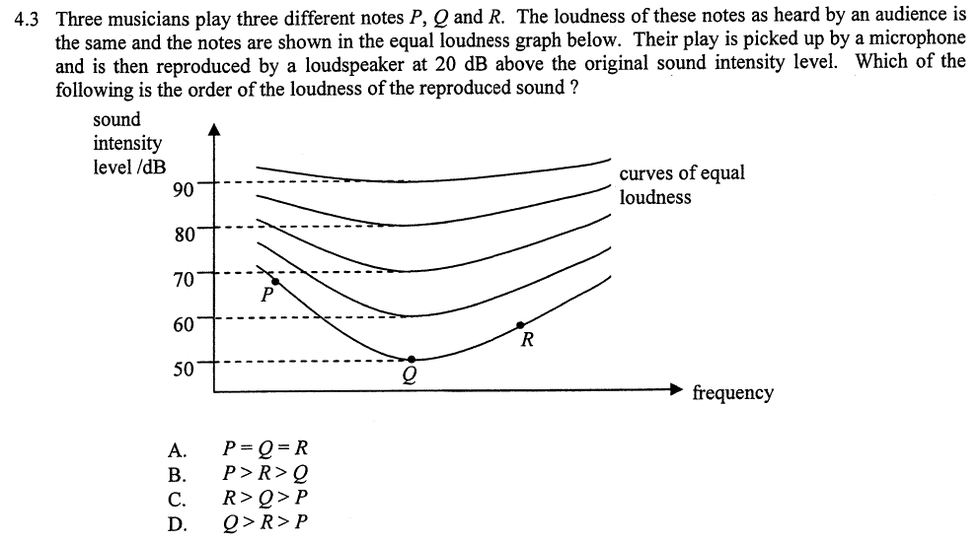 4.3 Three musicians play three different notes P, Q and R. The loudness of these notes as heard by an audience is
the same and the notes are shown in the equal loudness graph below. Their play is picked up by a microphone
and is then reproduced by a loudspeaker at 20 dB above the original sound intensity level. Which of the
following is the order of the loudness of the reproduced sound ?
sound
intensity
level /dB
curves of equal
loudness
90
80
70
P
60
R
50
Q
frequency
A. P = Q = R
B. P > R > Q
C. R > Q > P
D. Q > R > P